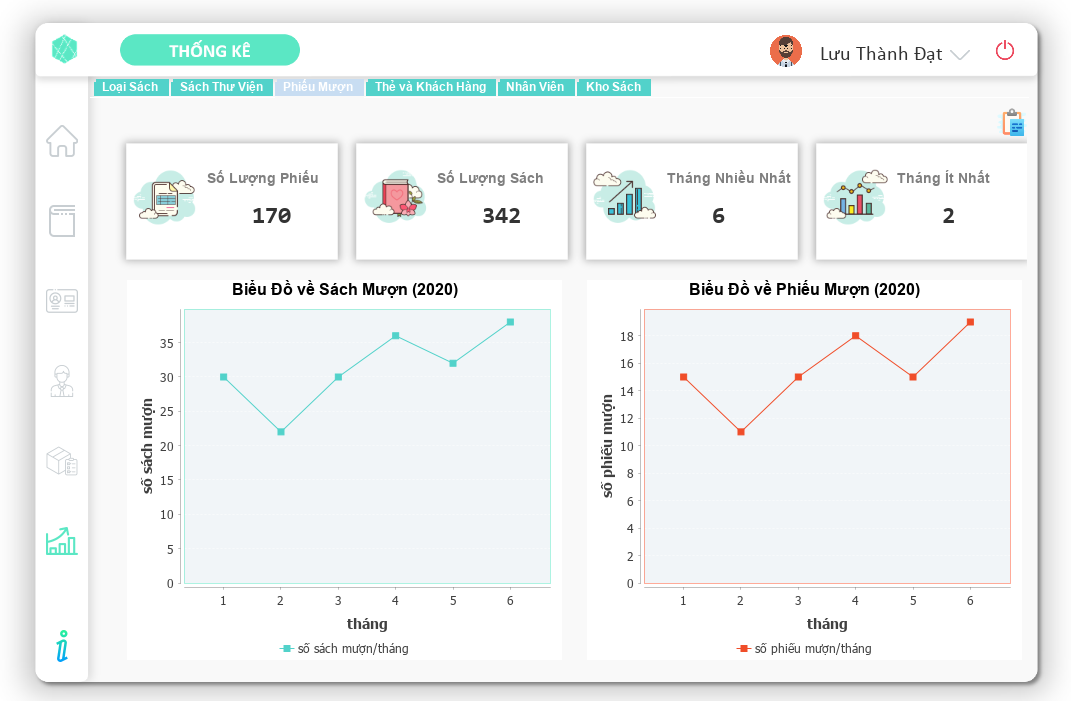 THỐNG KÊ
Lưu Thành Đạt
Loại Sách Sách Thư Viện Phiếu Mượn Thẻ và Khách Hàng Nhân Viên Kho Sách
Số Lượng Phiếu
170
Số Lượng Sách
342
Tháng Nhiều Nhất
6
Tháng Ít Nhất
2
Biểu Đồ về Sách Mượn (2020)
số sách mượn
35
30
25
20
15
10
5
0
1 2 3 4 5 6
tháng
số sách mượn/tháng
Biểu Đồ về Phiếu Mượn (2020)
số phiếu mượn
18
16
14
12
10
8
6
4
2
0
1 2 3 4 5 6
tháng
số phiếu mượn/tháng